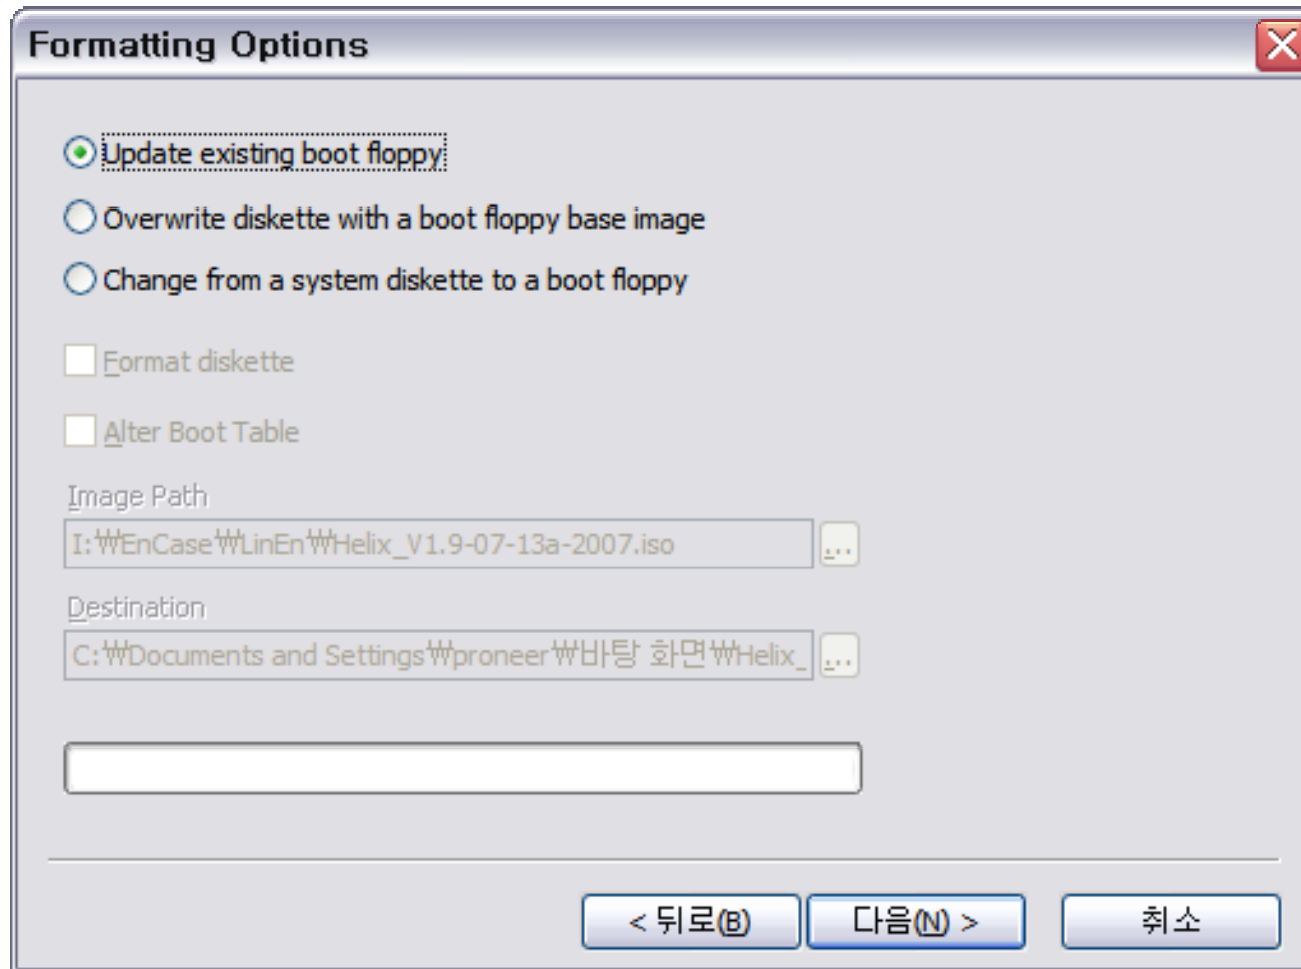 Formatting Options
Update existing boot floppy
Overwrite diskette with a boot floppy base image
Change from a system diskette to a boot floppy
Format diskette
Alter Boot Table
Image Path
I:₩EnCase₩LinEn₩Helix_V1.9-07-13a-2007.iso
...
Destination
C:₩Documents and Settings₩proneer₩바탕 화면₩Helix_
...
< 뒤로(B) 다음(N) > 취소